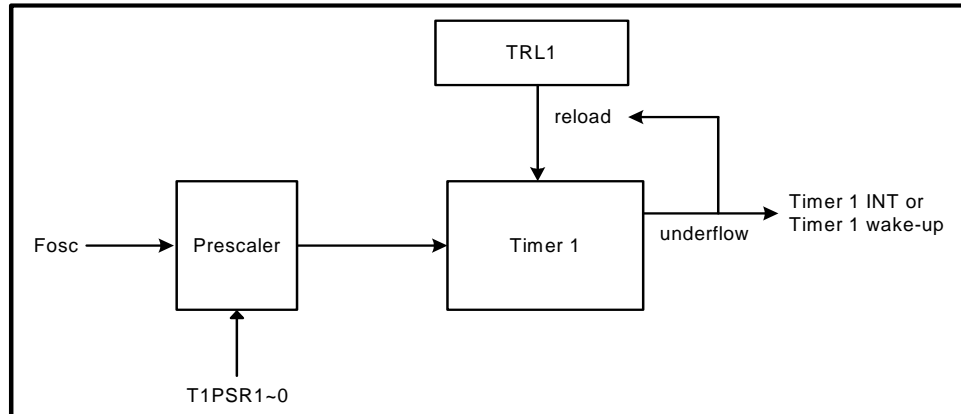 TRL1
reload
Timer 1 INT or
Timer 1 wake-up
underflow
Fosc
Prescaler
Timer 1
T1PSR1~0